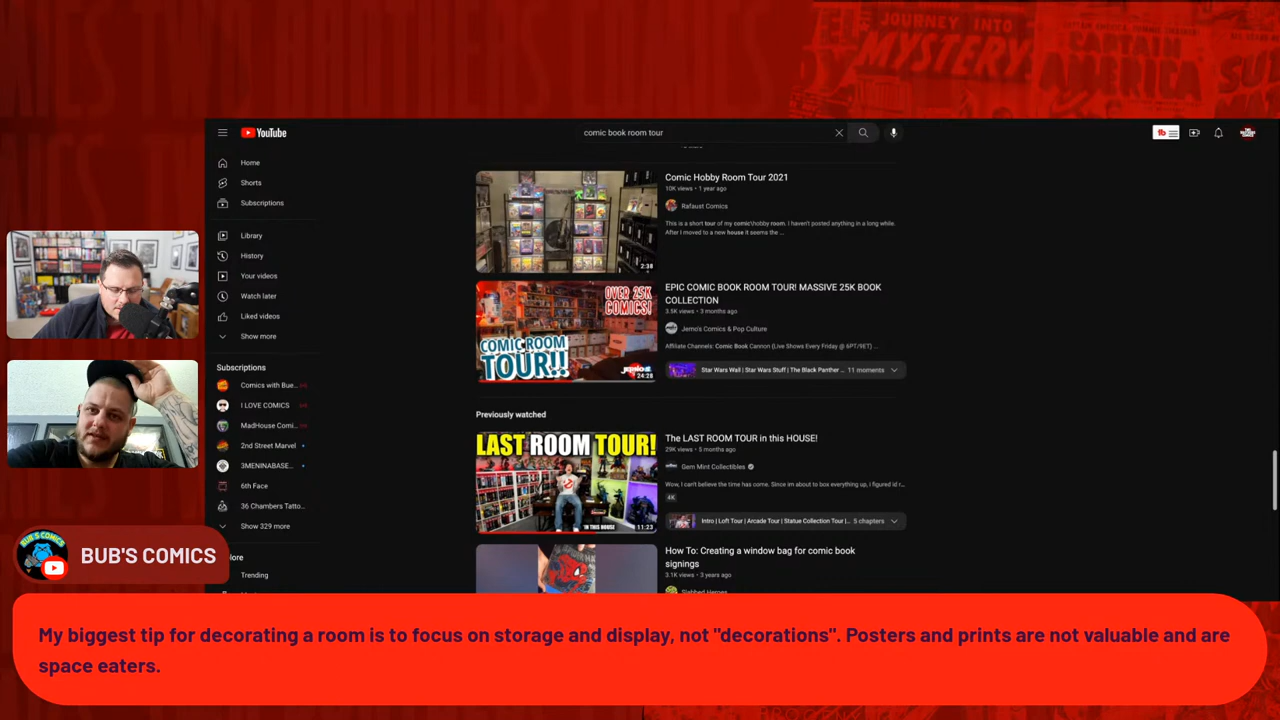 JOURNEY INTO
MYSTERY
CAPTAIN
AMERICA
YouTube
comic book room tour
Home
Shorts
Subscriptions
Library
History
Your videos
Watch later
Liked videos
Show more
Subscriptions
Comics with Bue...
I LOVE COMICS
MadHouse Comi...
2nd Street Marvel
3MENINABASE...
6th Face
36 Chambers Tatto...
Show 329 more
Trending
2:38
Comic Hobby Room Tour 2021
10K views • 1 year ago
Rafaust Comics
This is a short tour of my comic\hobby room. I haven't posted anything in a long while.
After I moved to a new house it seems the ...
OVER 25K
COMICS!
COMIC ROOM
TOUR!!
24:28
EPIC COMIC BOOK ROOM TOUR! MASSIVE 25K BOOK
COLLECTION
3.5K views • 3 months ago
Jemo's Comics & Pop Culture
Affiliate Channels: Comic Book Cannon (Live Shows Every Friday @ 6PT/9ET) ...
Star Wars Wall | Star Wars Stuff | The Black Panther ... 11 moments
Previously watched
LAST ROOM TOUR!
IN THIS HOUSE!
11:23
The LAST ROOM TOUR in this HOUSE!
29K views • 5 months ago
Gem Mint Collectibles
Wow, I can't believe the time has come. Since im about to box everything up, I figured id r...
4K
Intro | Loft Tour | Arcade Tour | Statue Collection Tour |... 5 chapters
How To: Creating a window bag for comic book
signings
3.1K views • 3 years ago
Slabbed Heroes
BUB'S COMICS
My biggest tip for decorating a room is to focus on storage and display, not "decorations". Posters and prints are not valuable and are
space eaters.